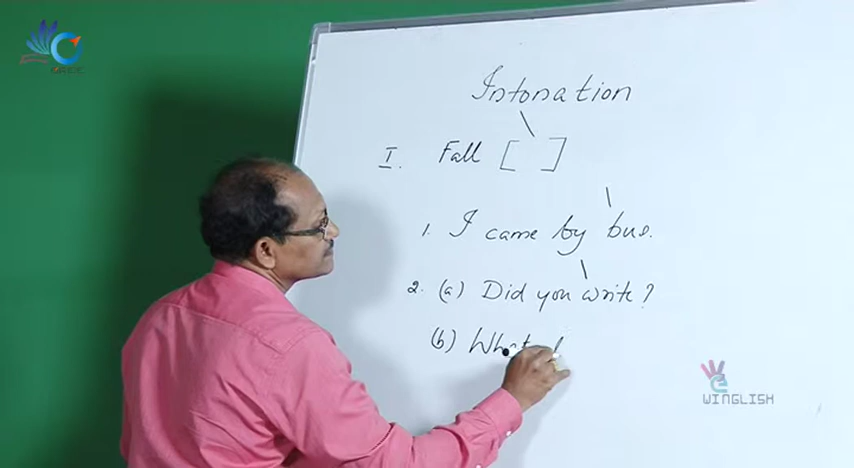 Intonation
I. Fall [ \ ]
1. I came by \bus.
2. (a) Did you \write?
(b) What
WINGLISH